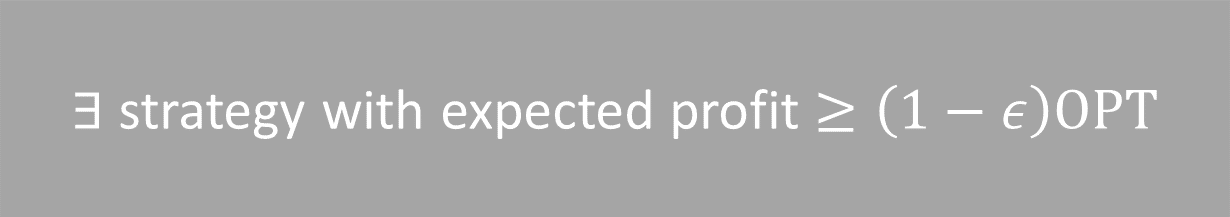 ∃ strategy with expected profit ≥ (1 − ϵ)OPT